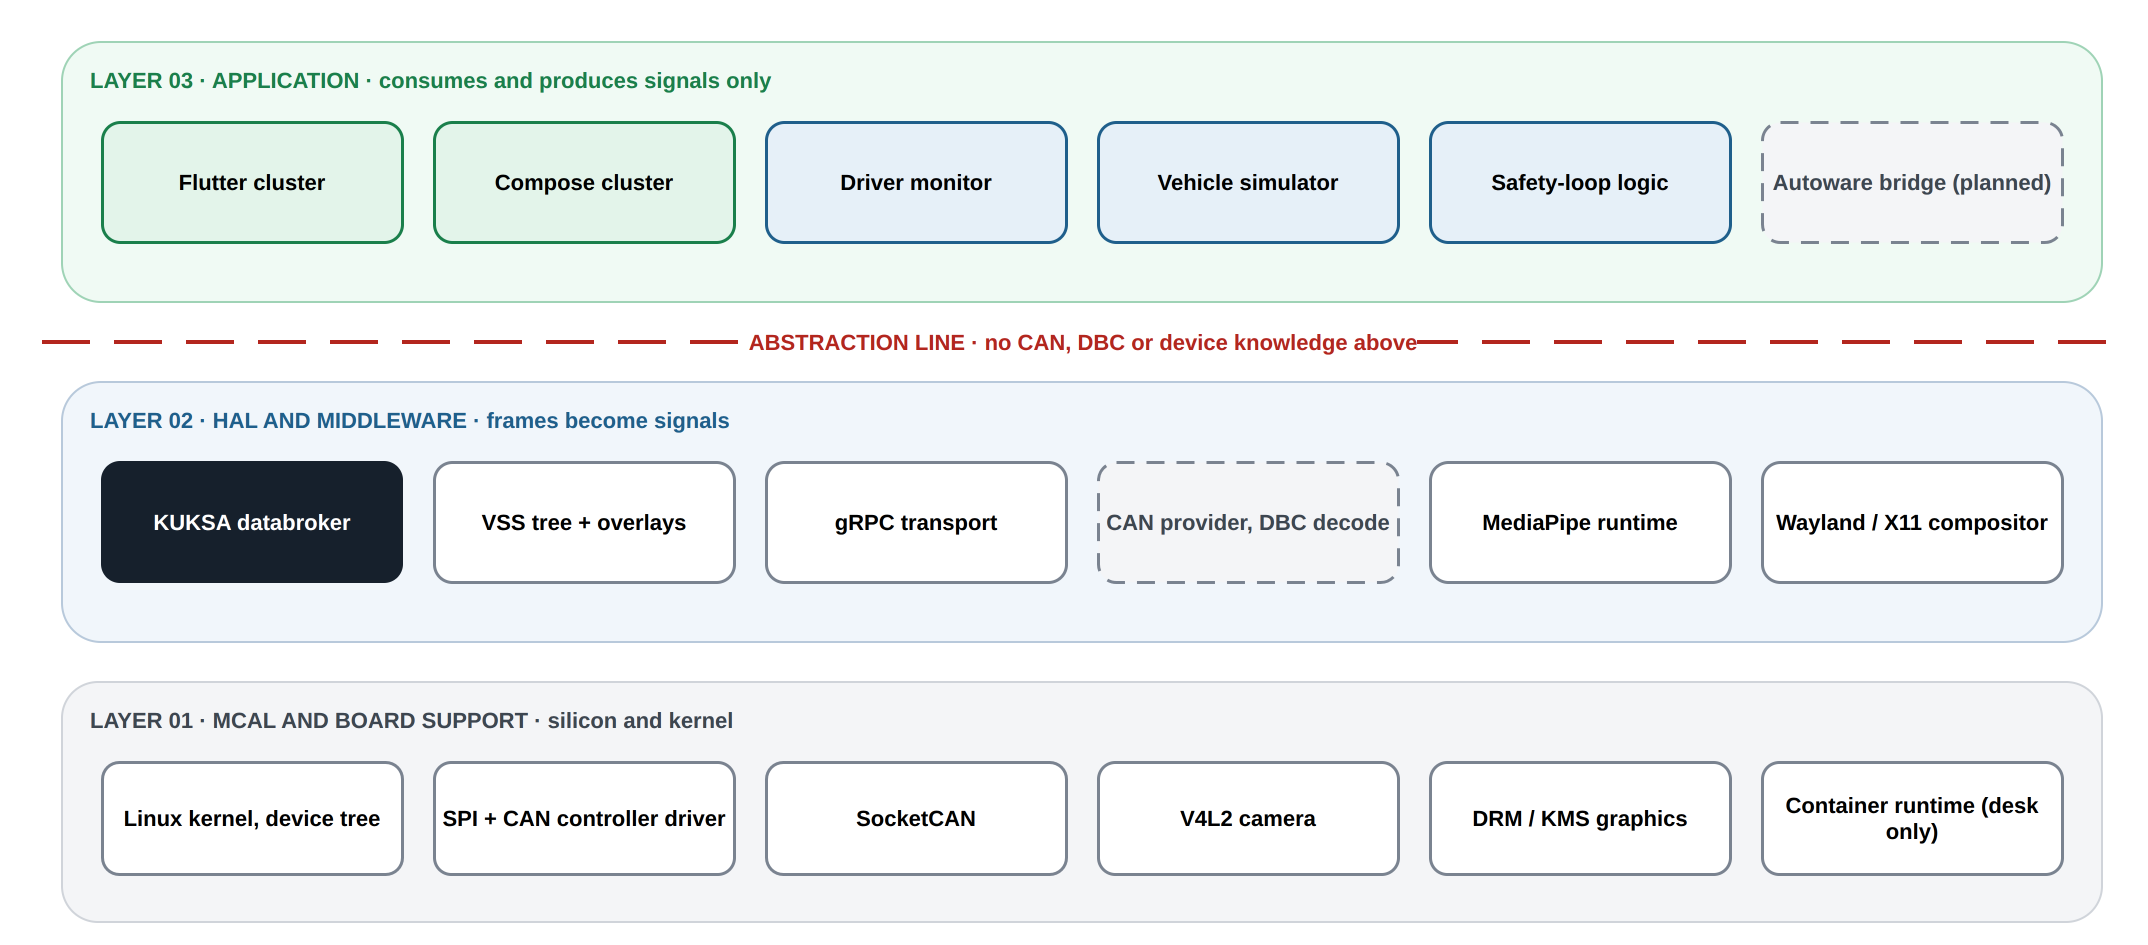 LAYER 03 · APPLICATION · consumes and produces signals only
Flutter cluster
Compose cluster
Driver monitor
Vehicle simulator
Safety-loop logic
Autoware bridge (planned)
ABSTRACTION LINE · no CAN, DBC or device knowledge above
LAYER 02 · HAL AND MIDDLEWARE · frames become signals
KUKSA databroker
VSS tree + overlays
gRPC transport
CAN provider, DBC decode
MediaPipe runtime
Wayland / X11 compositor
LAYER 01 · MCAL AND BOARD SUPPORT · silicon and kernel
Linux kernel, device tree
SPI + CAN controller driver
SocketCAN
V4L2 camera
DRM / KMS graphics
Container runtime (desk
only)